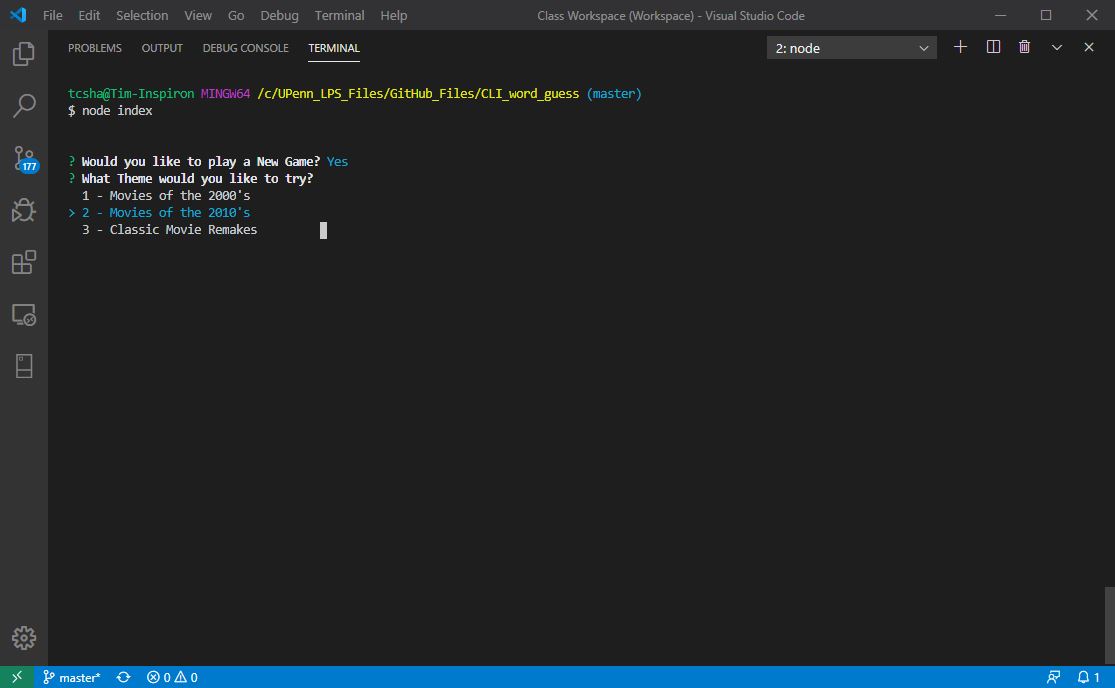 File Edit Selection View Go Debug Terminal Help Class Workspace (Workspace) - Visual Studio Code
PROBLEMS OUTPUT DEBUG CONSOLE TERMINAL 2: node
tcsha@Tim-Inspiron MINGW64 /c/UPenn_LPS_Files/GitHub_Files/CLI_word_guess (master)
$ node index
? Would you like to play a New Game? Yes
? What Theme would you like to try?
1 - Movies of the 2000's
> 2 - Movies of the 2010's
3 - Classic Movie Remakes
177
master* 0 0 1